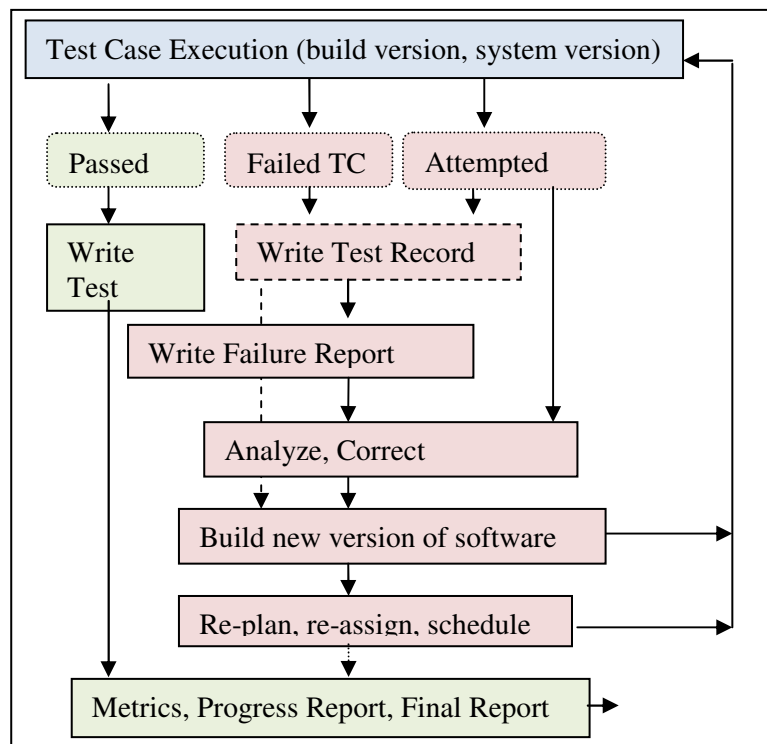 Test Case Execution (build version, system version)
Passed
Failed TC
Attempted
Write
Test
Write Test Record
Write Failure Report
Analyze, Correct
Build new version of software
Re-plan, re-assign, schedule
Metrics, Progress Report, Final Report